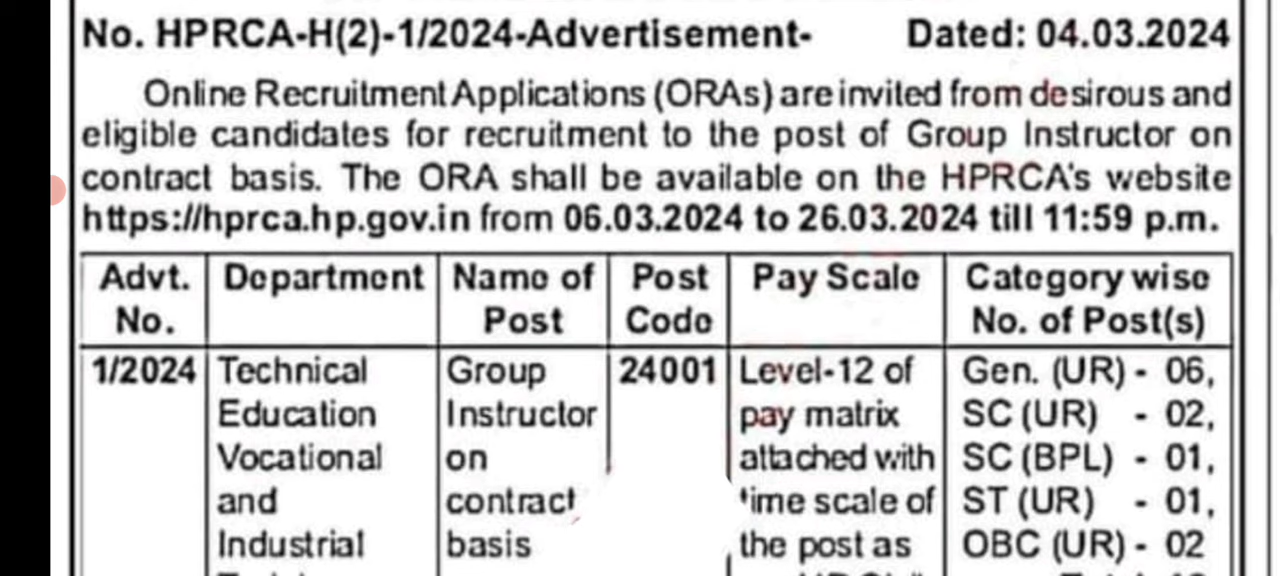 No. HPRCA-H(2)-1/2024-Advertisement- Dated: 04.03.2024
Online Recruitment Applications (ORAs) are invited from desirous and
eligible candidates for recruitment to the post of Group Instructor on
contract basis. The ORA shall be available on the HPRCA's website
https://hprca.hp.gov.in from 06.03.2024 to 26.03.2024 till 11:59 p.m.
Advt. No. Department Name of Post Post Code Pay Scale Category wise No. of Post(s)
1/2024 Technical Group 24001 Level-12 of Gen. (UR) - 06,
Education Instructor pay matrix SC (UR) - 02,
Vocational on attached with SC (BPL) - 01,
and contract time scale of ST (UR) - 01,
Industrial basis the post as OBC (UR) - 02